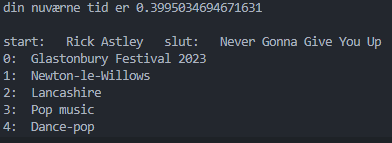 din nuværne tid er 0.3995034694671631
start:   Rick Astley   slut:   Never Gonna Give You Up
0:  Glastonbury Festival 2023
1:  Newton-le-Willows
2:  Lancashire
3:  Pop music
4:  Dance-pop